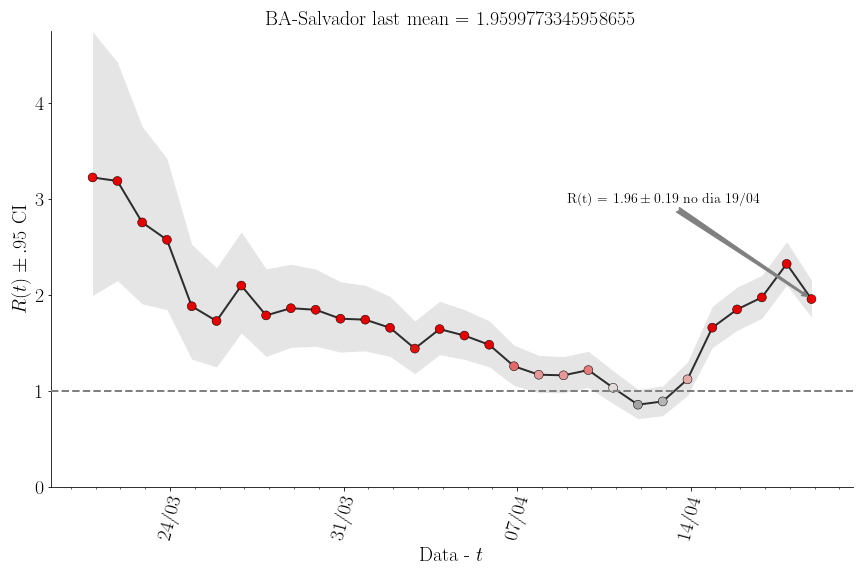 BA-Salvador last mean = 1.9599773345958655
R(t) ± .95 CI
4
3
2
1
0
R(t) = 1.96 ± 0.19 no dia 19/04
24/03
31/03
07/04
14/04
Data - t